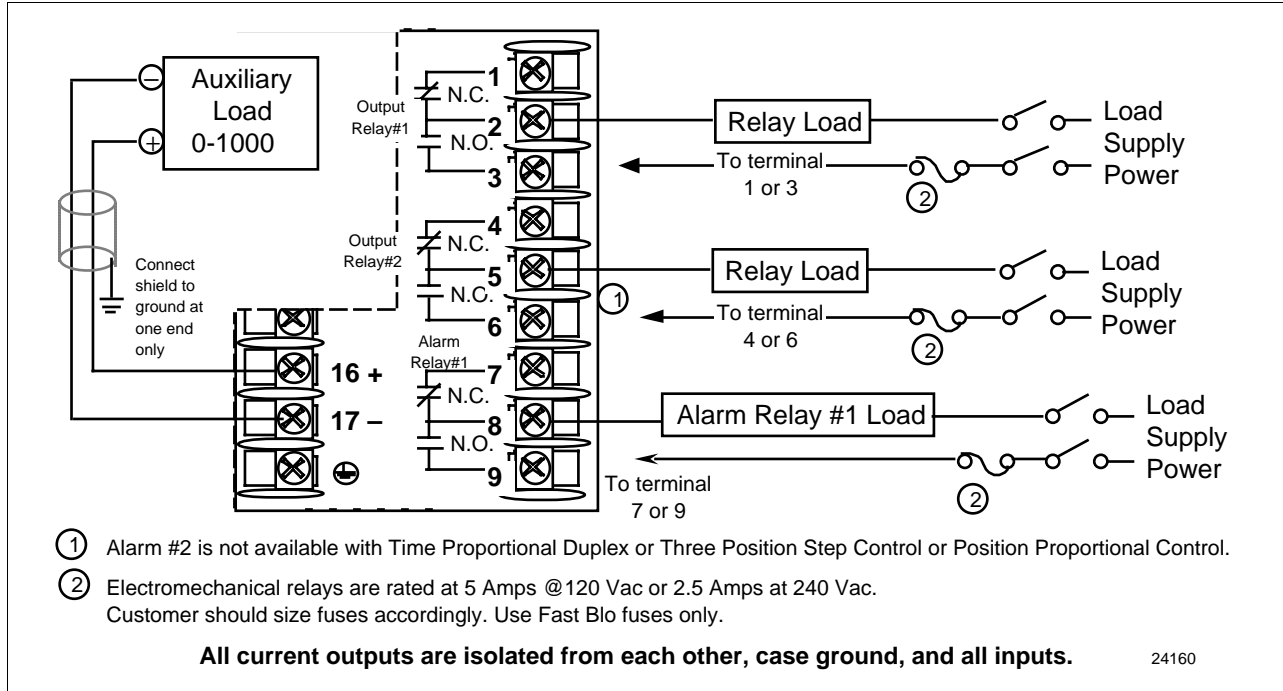 Auxiliary
Load
0-1000
−
+
Connect
shield to
ground at
one end
only
16 +
17 –
Output
Relay#1
N.C.
N.O.
1
2
3
Output
Relay#2
N.C.
N.O.
4
5
6
Alarm
Relay#1
N.C.
N.O.
7
8
9
Relay Load
To terminal
1 or 3
2
Load
Supply
Power
1
Relay Load
To terminal
4 or 6
2
Load
Supply
Power
Alarm Relay #1 Load
To terminal
7 or 9
2
Load
Supply
Power
1 Alarm #2 is not available with Time Proportional Duplex or Three Position Step Control or Position Proportional Control.
2 Electromechanical relays are rated at 5 Amps @120 Vac or 2.5 Amps at 240 Vac.
Customer should size fuses accordingly. Use Fast Blo fuses only.
All current outputs are isolated from each other, case ground, and all inputs.
24160